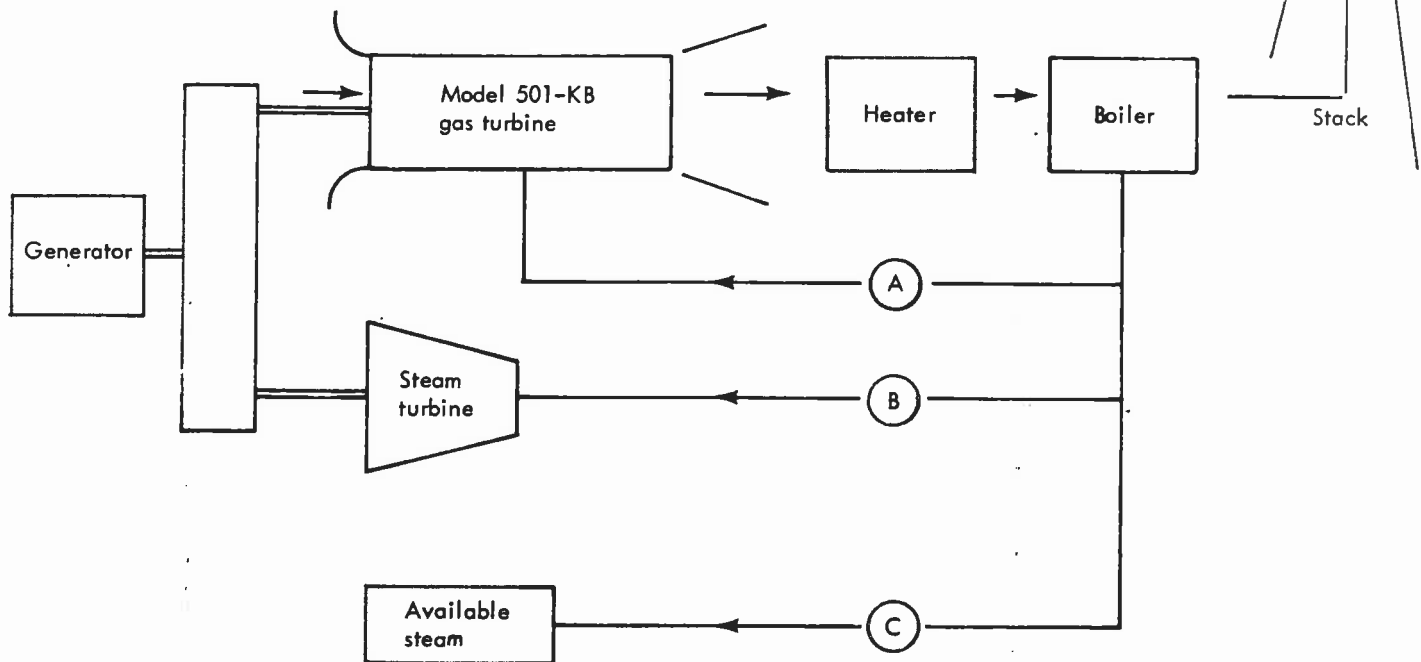 Model 501-KB
gas turbine
Heater
Boiler
Stack
Generator
A
Steam
turbine
B
Available
steam
C